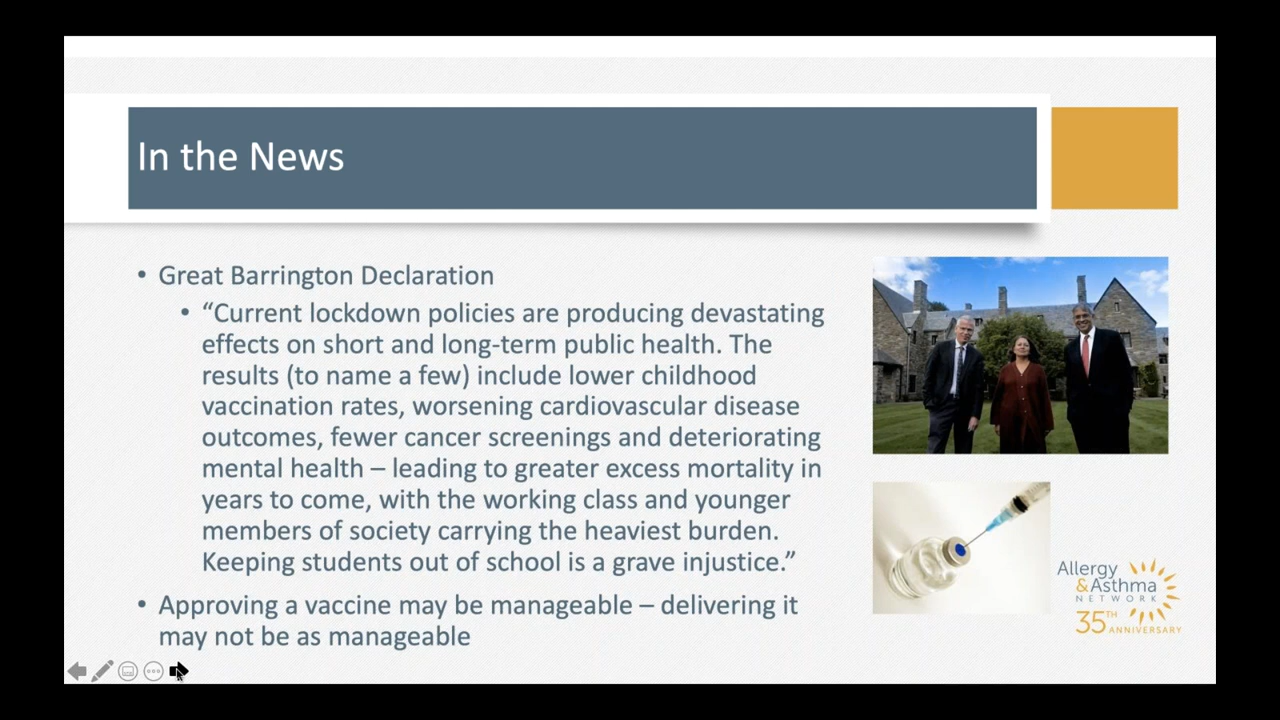 In the News
• Great Barrington Declaration
• “Current lockdown policies are producing devastating
effects on short and long-term public health. The
results (to name a few) include lower childhood
vaccination rates, worsening cardiovascular disease
outcomes, fewer cancer screenings and deteriorating
mental health – leading to greater excess mortality in
years to come, with the working class and younger
members of society carrying the heaviest burden.
Keeping students out of school is a grave injustice.”
• Approving a vaccine may be manageable – delivering it
may not be as manageable
Allergy
&Asthma
NETWORK
35TH ANNIVERSARY